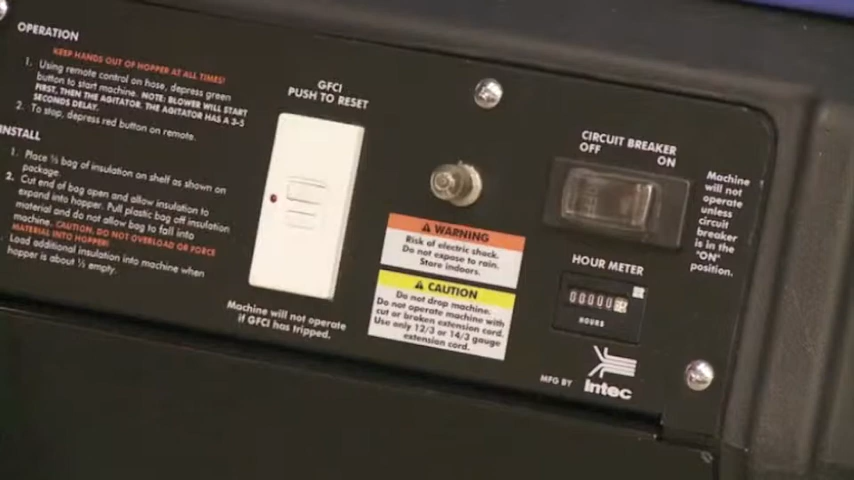 OPERATION
KEEP HANDS OUT OF HOPPER AT ALL TIMES!
1. Using remote control on hose, depress green
button to start machine. NOTE: BLOWER WILL START
FIRST, THEN THE AGITATOR. THE AGITATOR HAS A 3-5
SECONDS DELAY.
2. To stop, depress red button on remote.
INSTALL
1. Place ½ bag of insulation on shelf as shown on
package.
2. Cut end of bag open and allow insulation to
expand into hopper. Pull plastic bag off insulation
material and do not allow bag to fall into
machine. CAUTION, DO NOT OVERLOAD OR FORCE
MATERIAL INTO HOPPER!
Load additional insulation into machine when
hopper is about ½ empty.
GFCI
PUSH TO RESET
Machine will not operate
if GFCI has tripped.
WARNING
Risk of electric shock.
Do not expose to rain.
Store indoors.
CAUTION
Do not drop machine.
Do not operate machine with
cut or broken extension cord.
Use only 12/3 or 14/3 gauge
extension cord.
CIRCUIT BREAKER
OFF ON
Machine
will not
operate
unless
circuit
breaker
is in the
"ON"
position.
HOUR METER
HOURS
MFG BY
Intec